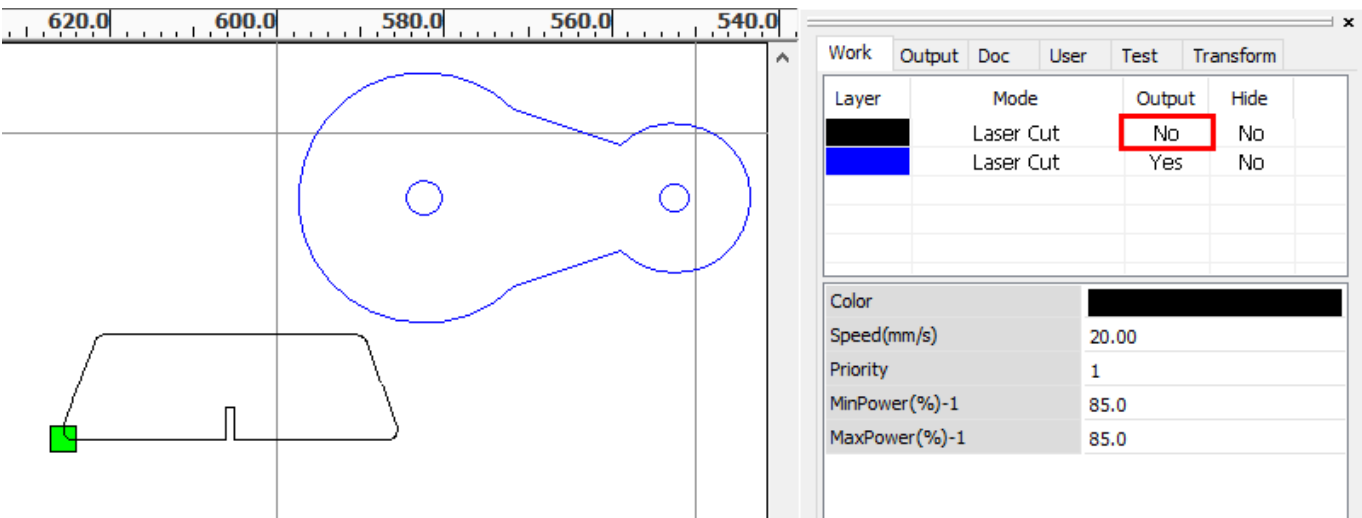 620.0 600.0 580.0 560.0 540.0
Work Output Doc User Test Transform
Layer Mode Output Hide
Laser Cut No No
Laser Cut Yes No
Color
Speed(mm/s) 20.00
Priority 1
MinPower(%)-1 85.0
MaxPower(%)-1 85.0